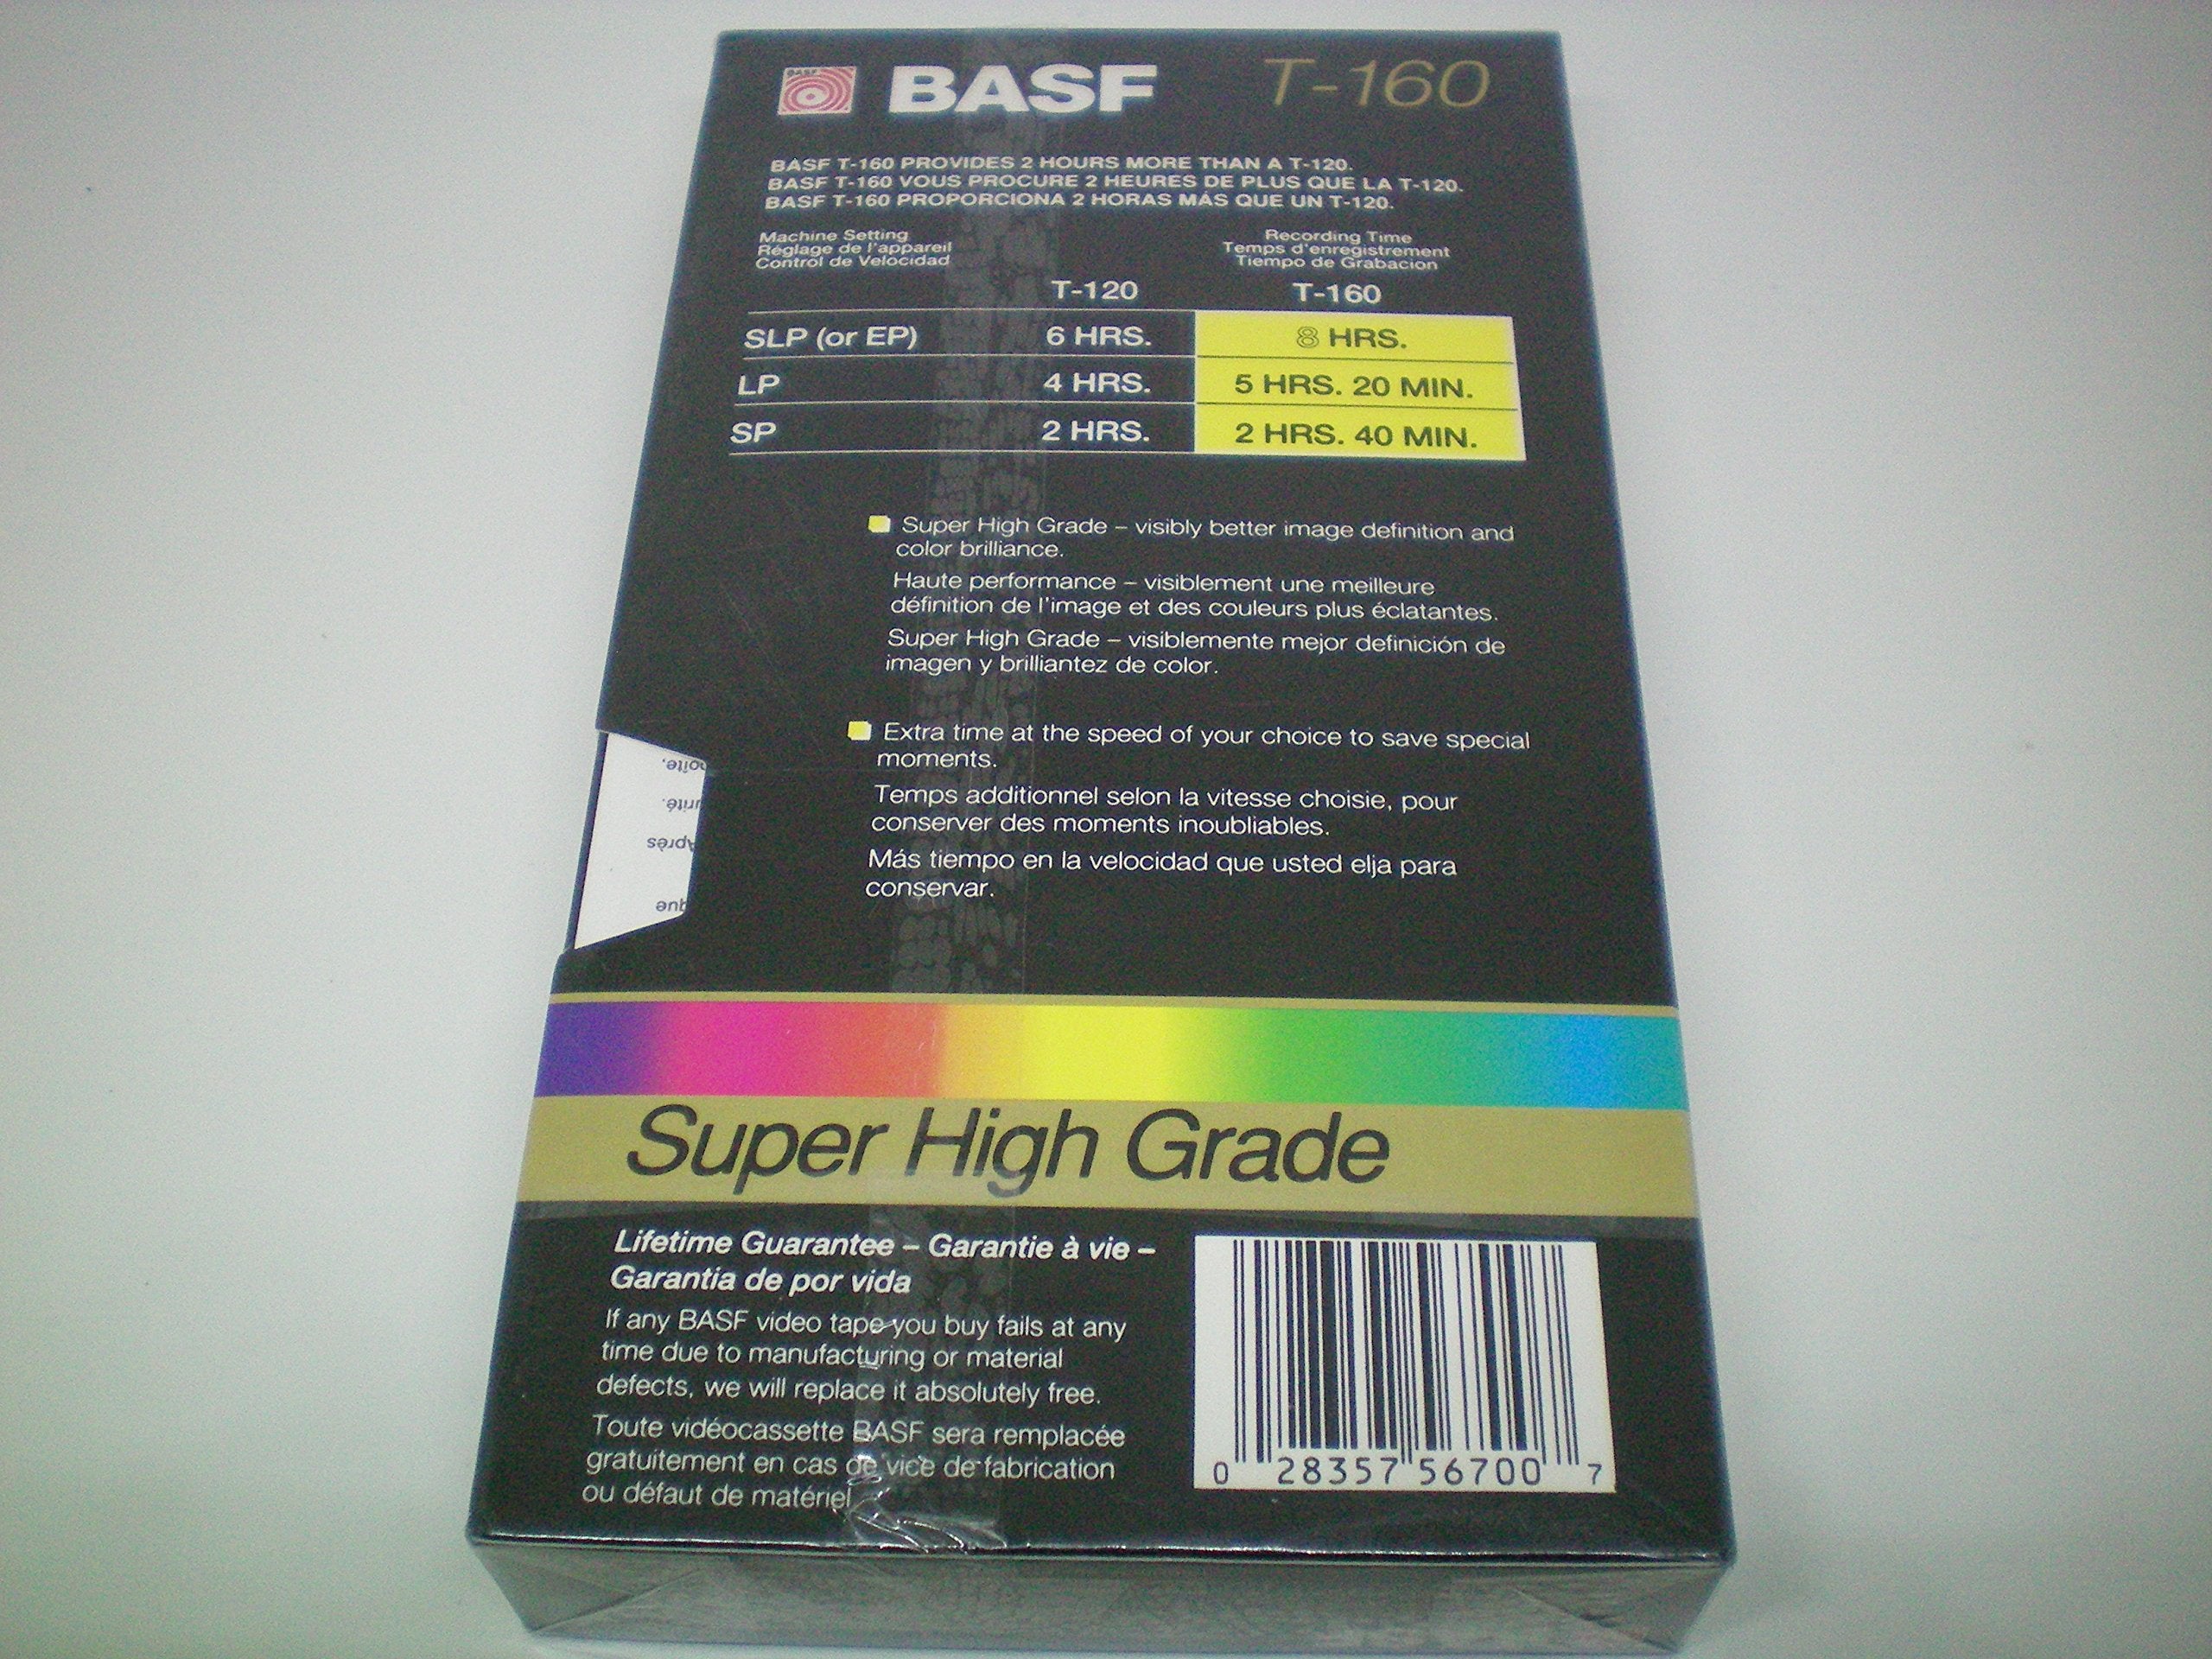 BASF
BASF T-160
BASF T-160 PROVIDES 2 HOURS MORE THAN A T-120.
BASF T-160 VOUS PROCURE 2 HEURES DE PLUS QUE LA T-120.
BASF T-160 PROPORCIONA 2 HORAS MÁS QUE UN T-120.
Machine Setting
Réglage de l'appareil
Control de Velocidad
Recording Time
Temps d'enregistrement
Tiempo de Grabacion
T-120 T-160
SLP (or EP) 6 HRS. 8 HRS.
LP 4 HRS. 5 HRS. 20 MIN.
SP 2 HRS. 2 HRS. 40 MIN.
Super High Grade – visibly better image definition and
color brilliance.
Haute performance – visiblement une meilleure
définition de l'image et des couleurs plus éclatantes.
Super High Grade – visiblemente mejor definición de
imagen y brilliantez de color.
Extra time at the speed of your choice to save special
moments.
Temps additionnel selon la vitesse choisie, pour
conserver des moments inoubliables.
Más tiempo en la velocidad que usted elja para
conservar.
que
Après
Super High Grade
Lifetime Guarantee – Garantie à vie –
Garantia de por vida
If any BASF video tape you buy fails at any
time due to manufacturing or material
defects, we will replace it absolutely free.
Toute vidéocassette BASF sera remplacée
gratuitement en cas de vice de fabrication
ou défaut de matériel
0 28357 56700 7